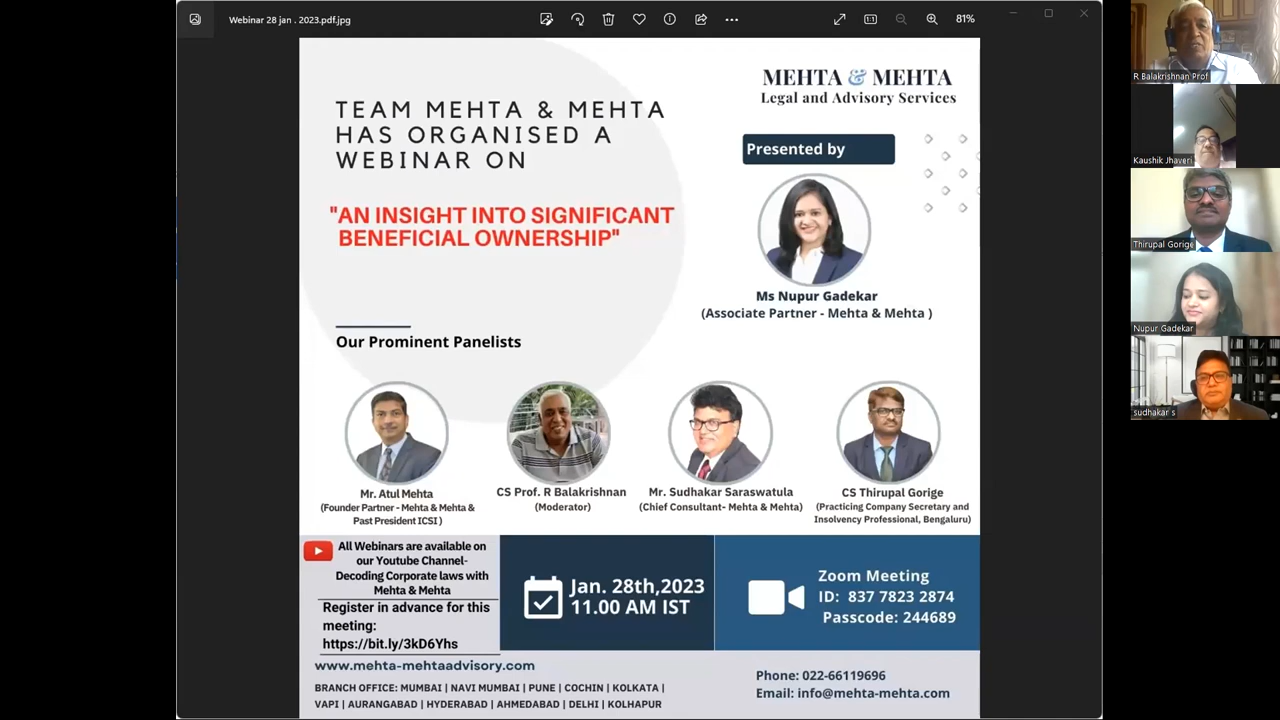 Webinar 28 jan . 2023.pdf.jpg
81%
MEHTA & MEHTA
Legal and Advisory Services
TEAM MEHTA & MEHTA
HAS ORGANISED A
WEBINAR ON
"AN INSIGHT INTO SIGNIFICANT
BENEFICIAL OWNERSHIP"
Presented by
Ms Nupur Gadekar
(Associate Partner - Mehta & Mehta )
Our Prominent Panelists
Mr. Atul Mehta
(Founder Partner - Mehta & Mehta &
Past President ICSI )
CS Prof. R Balakrishnan
(Moderator)
Mr. Sudhakar Saraswatula
(Chief Consultant- Mehta & Mehta)
CS Thirupal Gorige
(Practicing Company Secretary and
Insolvency Professional, Bengaluru)
All Webinars are available on
our Youtube Channel-
Decoding Corporate laws with
Mehta & Mehta
Register in advance for this
meeting:
https://bit.ly/3kD6Yhs
Jan. 28th,2023
11.00 AM IST
Zoom Meeting
ID: 837 7823 2874
Passcode: 244689
www.mehta-mehtaadvisory.com
BRANCH OFFICE: MUMBAI | NAVI MUMBAI | PUNE | COCHIN | KOLKATA |
VAPI | AURANGABAD | HYDERABAD | AHMEDABAD | DELHI | KOLHAPUR
Phone: 022-66119696
Email: info@mehta-mehta.com
R Balakrishnan Prof
Kaushik Jhaveri
Thirupal Gorige
Nupur Gadekar
sudhakar s